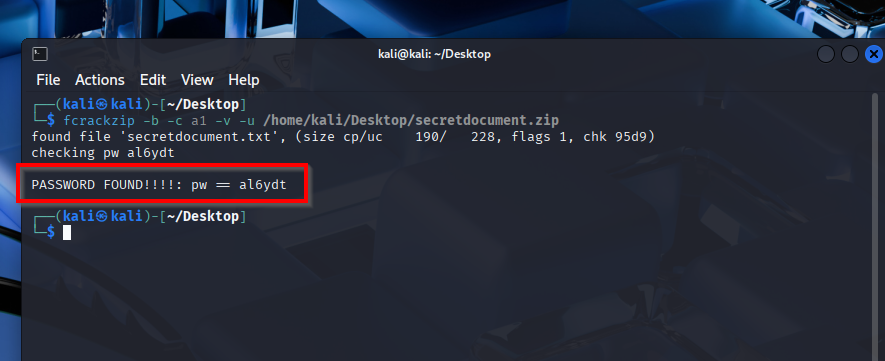 kali@kali: ~/Desktop
File Actions Edit View Help
┌──(kali㉿kali)-[~/Desktop]
└─$ fcrackzip -b -c a1 -v -u /home/kali/Desktop/secretdocument.zip
found file 'secretdocument.txt', (size cp/uc    190/   228, flags 1, chk 95d9)
checking pw al6ydt
PASSWORD FOUND!!!!: pw == al6ydt
┌──(kali㉿kali)-[~/Desktop]
└─$